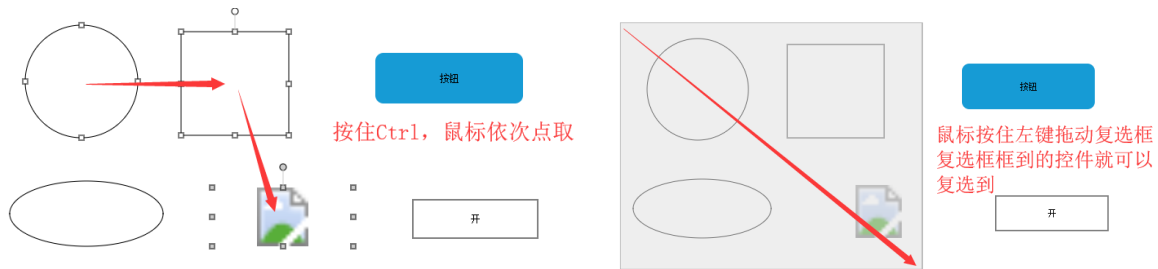 按钮
按住Ctrl，鼠标依次点取
开
按钮
鼠标按住左键拖动复选框
复选框框到的控件就可以
复选到
开